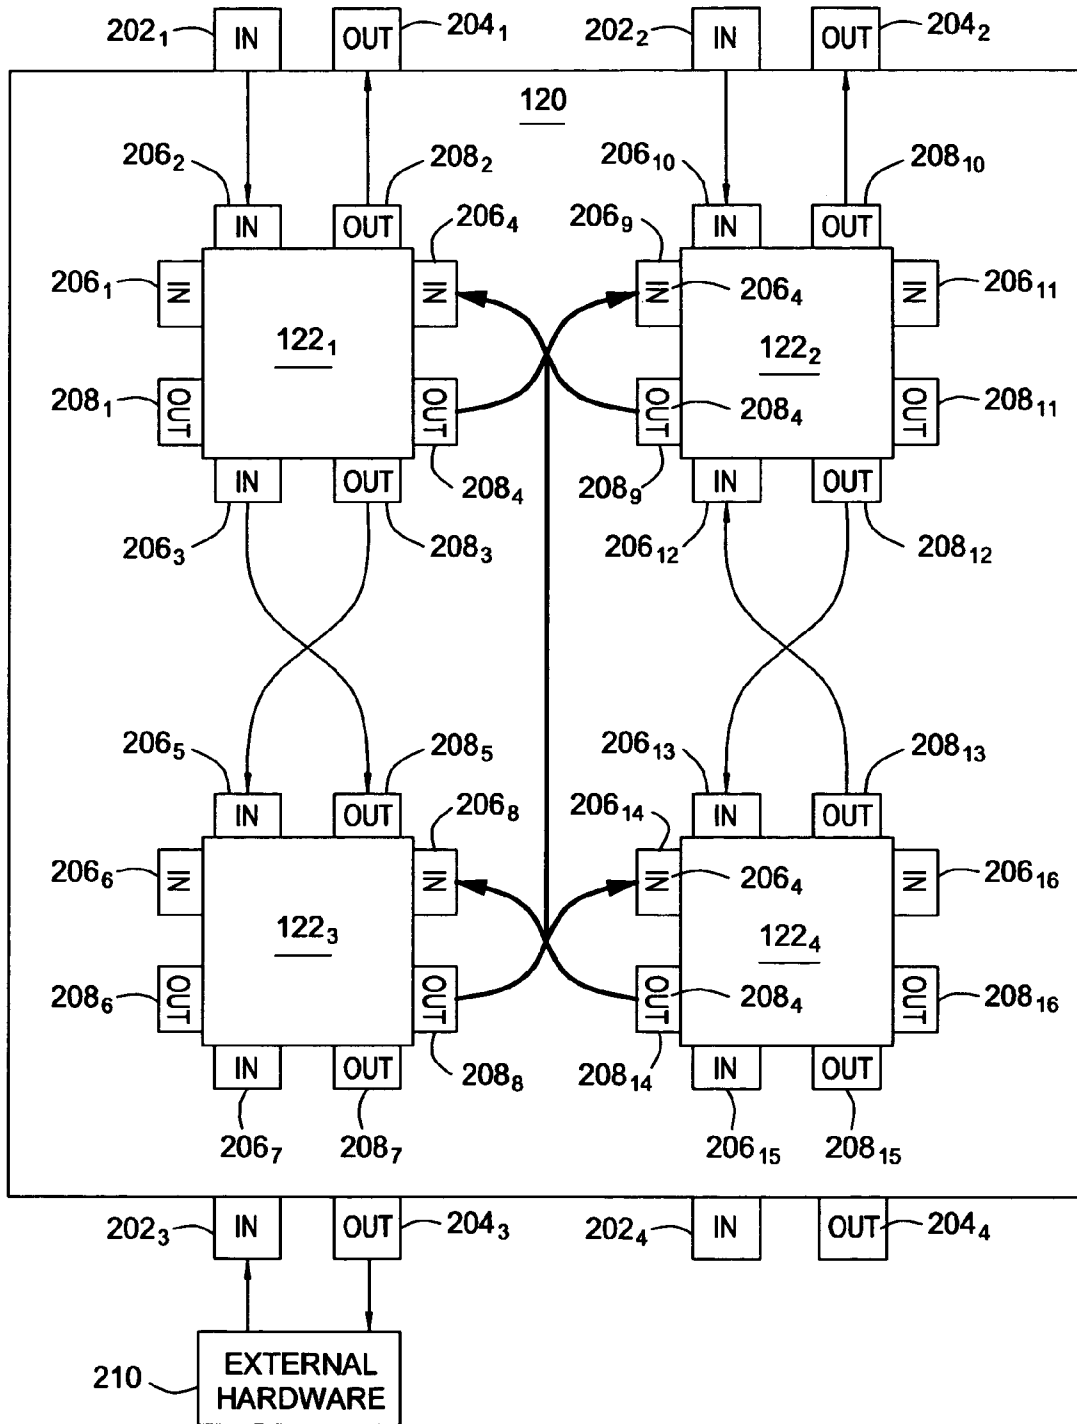 202₁ IN OUT 204₁ 202₂ IN OUT 204₂
120
206₂ 208₂ 206₁₀ 208₁₀
IN OUT 206₄ 206₉ IN OUT
206₁ IN IN IN 206₄ IN 206₁₁
122₁ 122₂
208₁ OUT OUT OUT 208₄ OUT 208₁₁
IN OUT 208₄ 208₉ IN OUT
206₃ 208₃ 206₁₂ 208₁₂
206₅ 208₅ 206₁₃ 208₁₃
IN OUT 206₈ 206₁₄ IN OUT
206₆ IN IN IN 206₄ IN 206₁₆
122₃ 122₄
208₆ OUT OUT OUT 208₄ OUT 208₁₆
IN OUT 208₈ 208₁₄ IN OUT
206₇ 208₇ 206₁₅ 208₁₅
202₃ IN OUT 204₃ 202₄ IN OUT 204₄
210 EXTERNAL
HARDWARE